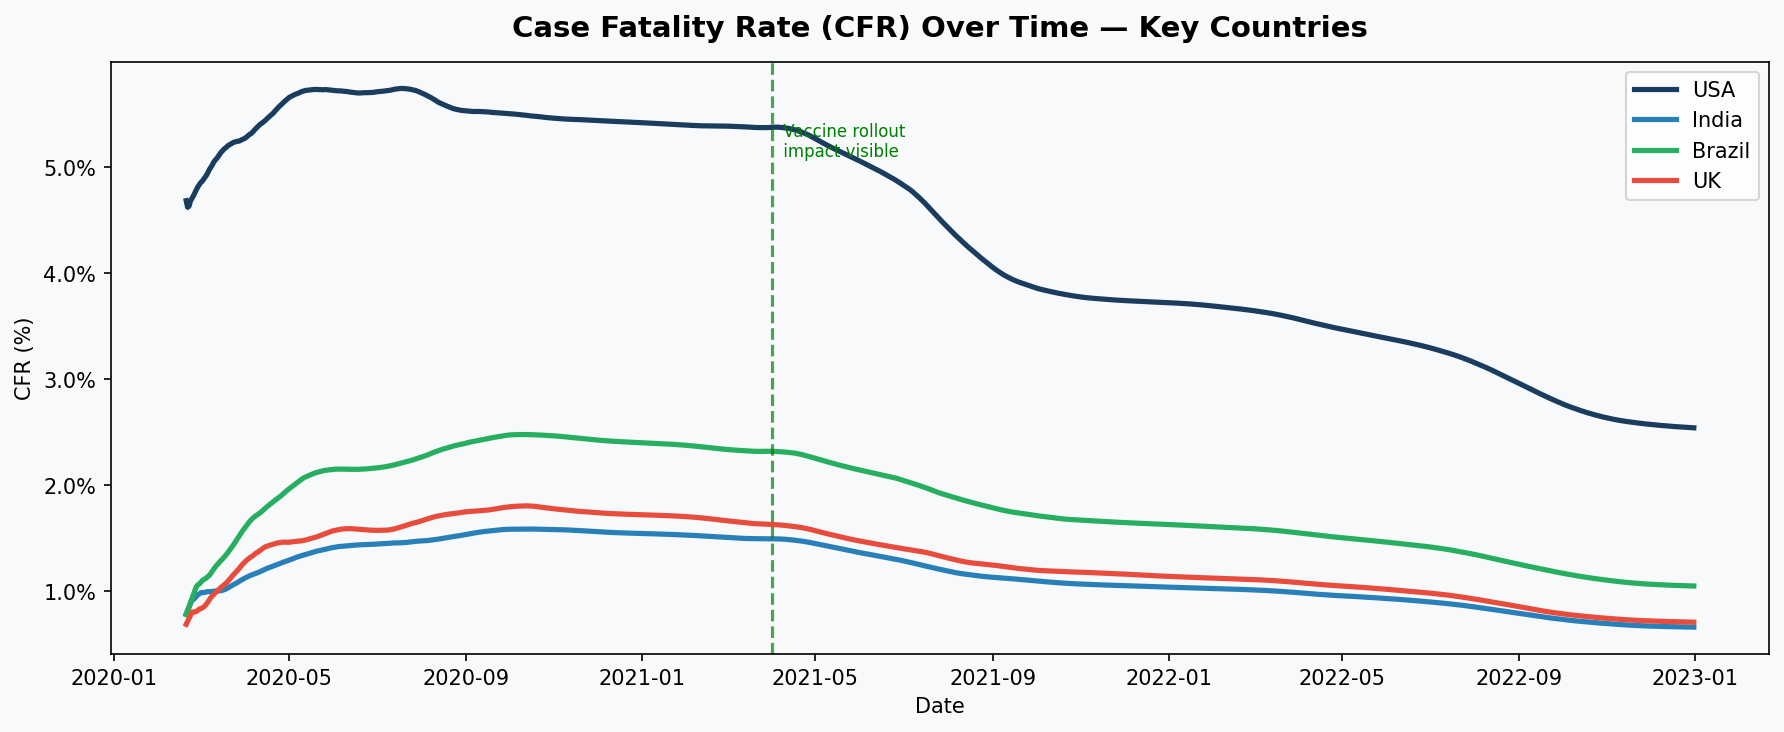 Case Fatality Rate (CFR) Over Time — Key Countries
USA
India
Brazil
UK
Vaccine rollout
impact visible
CFR (%)
5.0%
4.0%
3.0%
2.0%
1.0%
2020-01
2020-05
2020-09
2021-01
2021-05
2021-09
2022-01
2022-05
2022-09
2023-01
Date